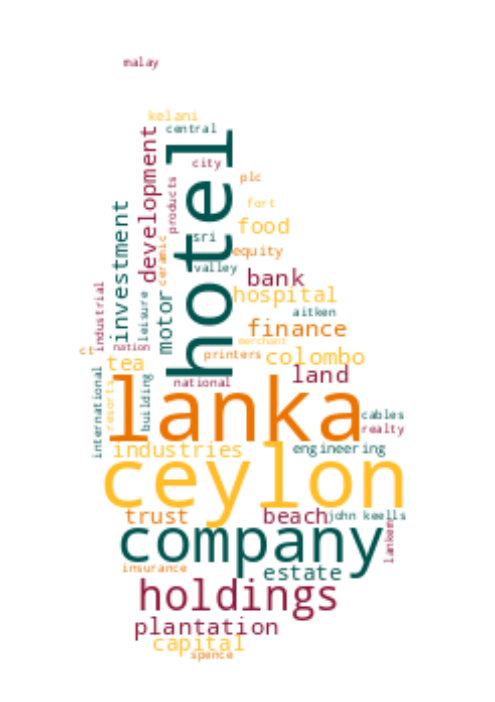 malay
kelani
central
hotel
development
city
products
plc
fort
investment
food
sri
equity
ceramic
valley
bank
hospital
industrial
leisure
motor
aitken
finance
merchant
nation
ct
printers
colombo
tea
land
national
international
resorts
building
lanka
cables
realty
industries
engineering
ceylon
trust
beach
john keells
lankem
company
insurance
estate
holdings
plantation
capital
spence